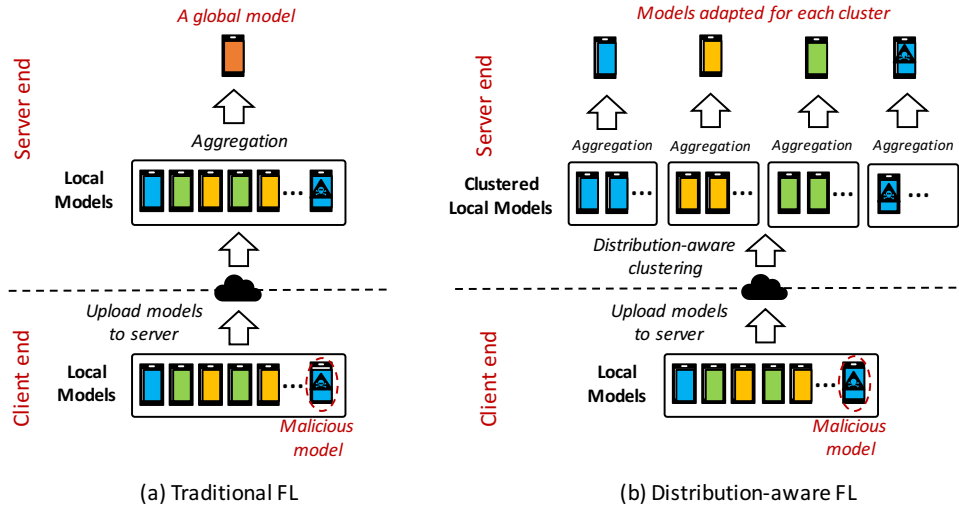 A global model
Server end
Aggregation
Local
Models
...
Upload models
to server
Client end
Local
Models
...
Malicious
model
(a) Traditional FL
Models adapted for each cluster
Server end
Aggregation
Aggregation
Aggregation
Aggregation
Clustered
Local Models
...
...
...
...
Distribution-aware
clustering
Upload models
to server
Client end
Local
Models
...
Malicious
model
(b) Distribution-aware FL